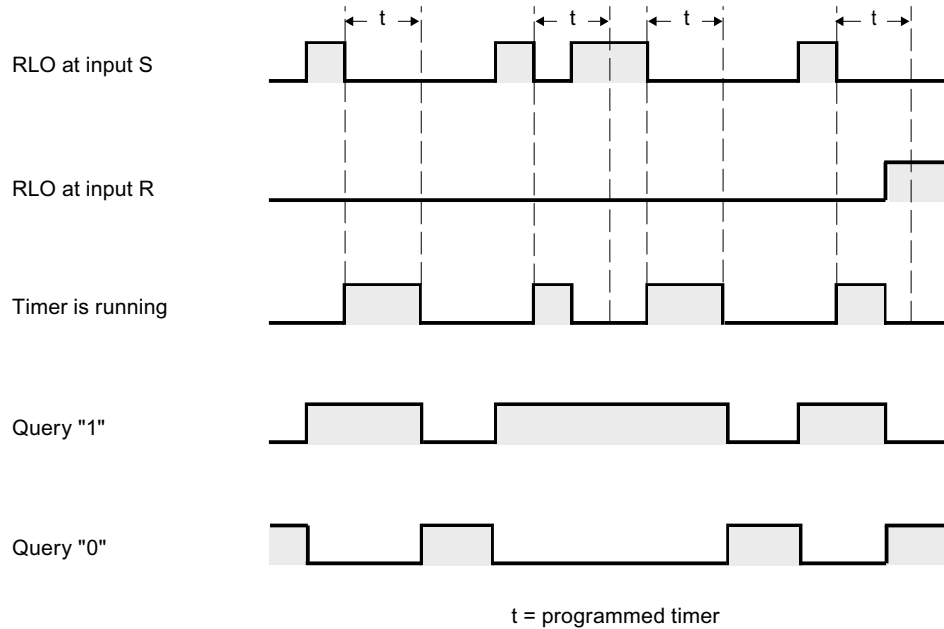 t t t t
RLO at input S
RLO at input R
Timer is running
Query "1"
Query "0"
t = programmed timer